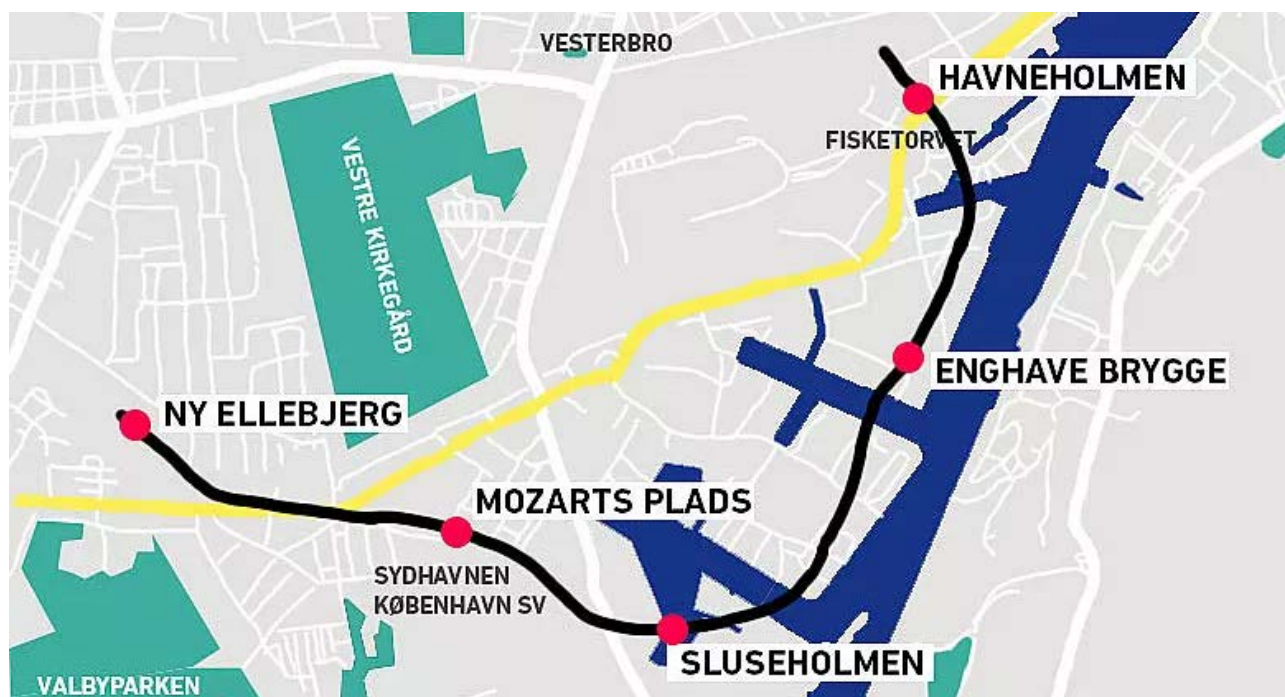 VESTERBRO
HAVNEHOLMEN
FISKETORVET
VESTRE KIRKEGÅRD
ENGHAVE BRYGGE
NY ELLEBJERG
MOZARTS PLADS
SYDHAVNEN
KØBENHAVN SV
SLUSEHOLMEN
VALBYPARKEN